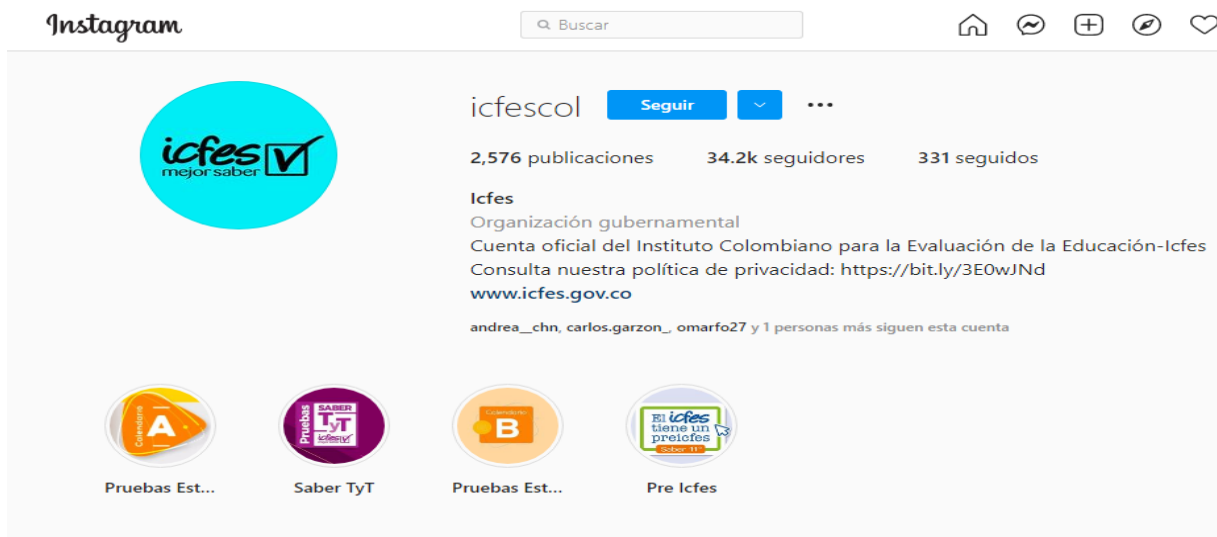 Instagram
Buscar
icfes
mejor saber
icfescol
Seguir
2,576 publicaciones 34.2k seguidores 331 seguidos
Icfes
Organización gubernamental
Cuenta oficial del Instituto Colombiano para la Evaluación de la Educación-Icfes
Consulta nuestra política de privacidad: https://bit.ly/3E0wJNd
www.icfes.gov.co
andrea__chn, carlos.garzon_, omarfo27 y 1 personas más siguen esta cuenta
Calendario
A
Pruebas
SABER
TyT
icfes
Calendario
B
El icfes
tiene un
preicfes
Saber 11°
Pruebas Est... Saber TyT Pruebas Est... Pre Icfes